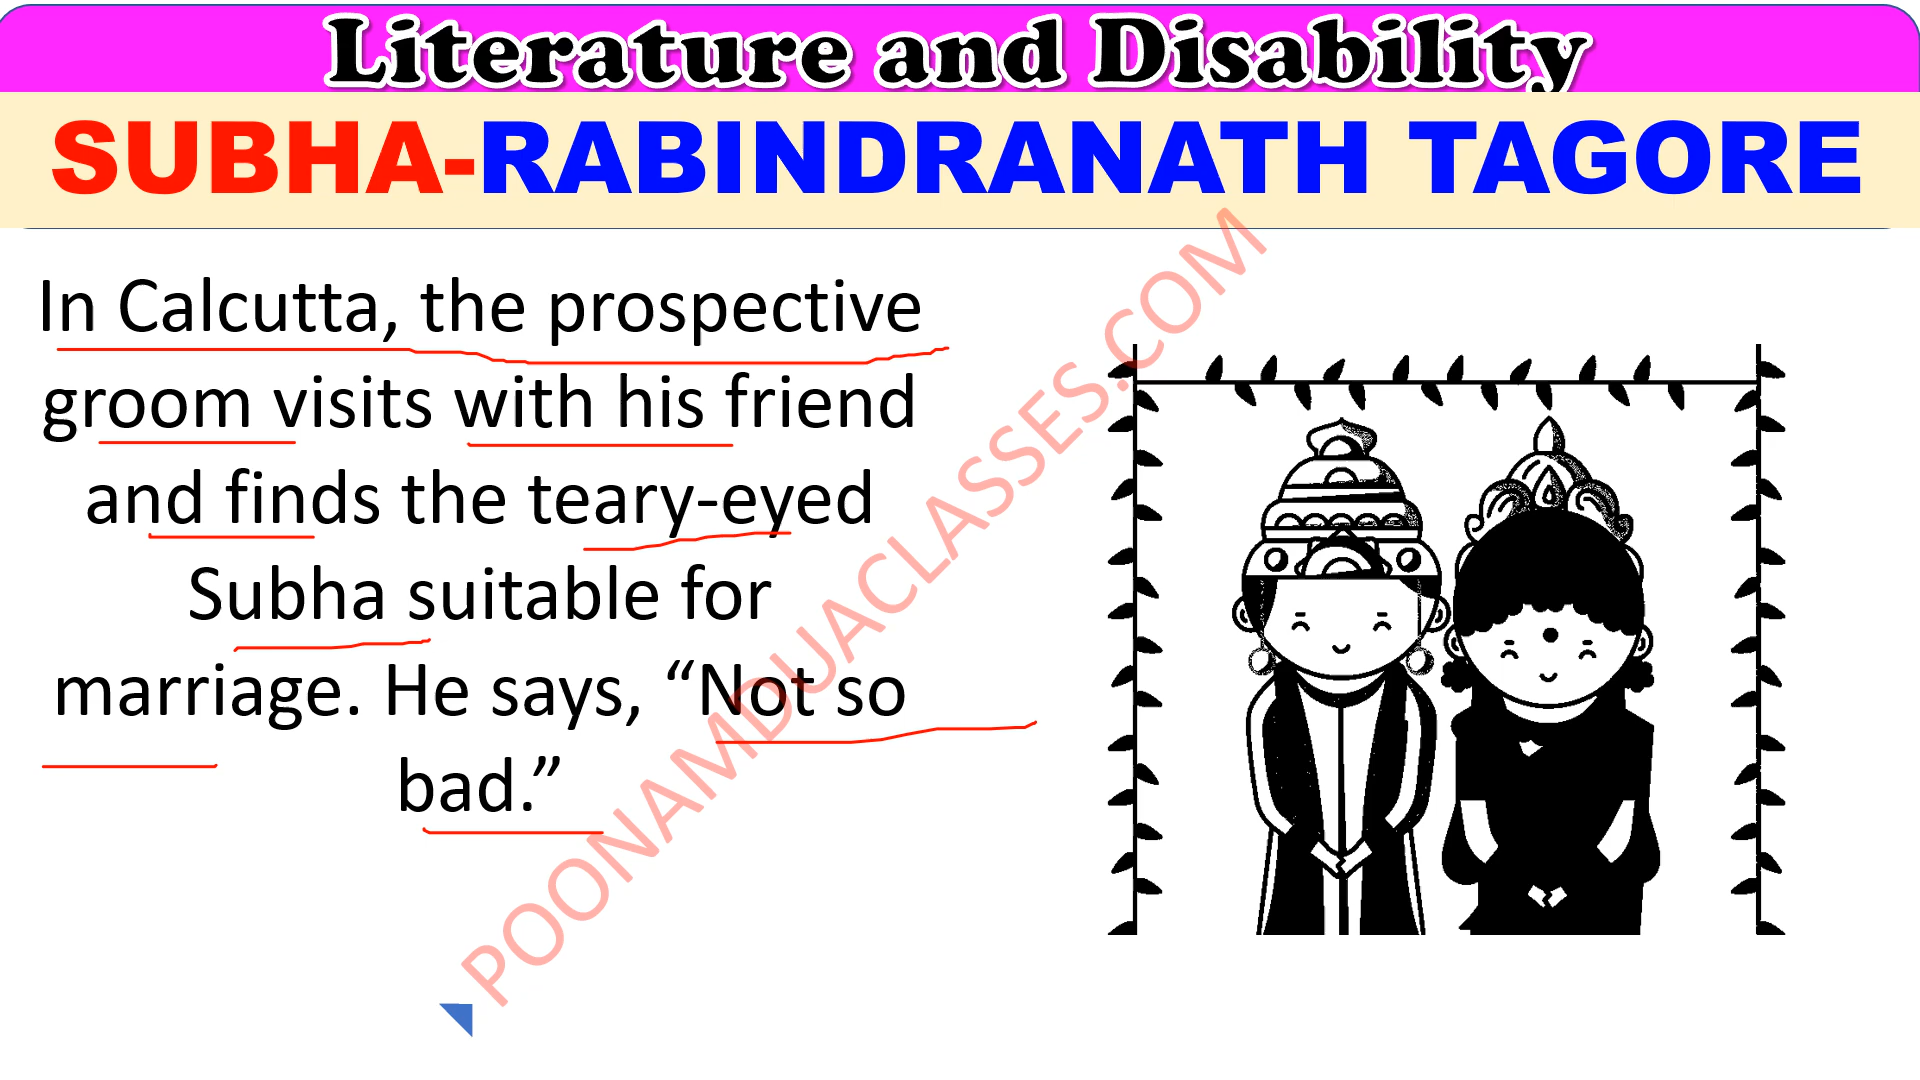 Literature and Disability
SUBHA-RABINDRANATH TAGORE
In Calcutta, the prospective
groom visits with his friend
and finds the teary-eyed
Subha suitable for
marriage. He says, “Not so
bad.”
POONAMDUACLASSES.COM